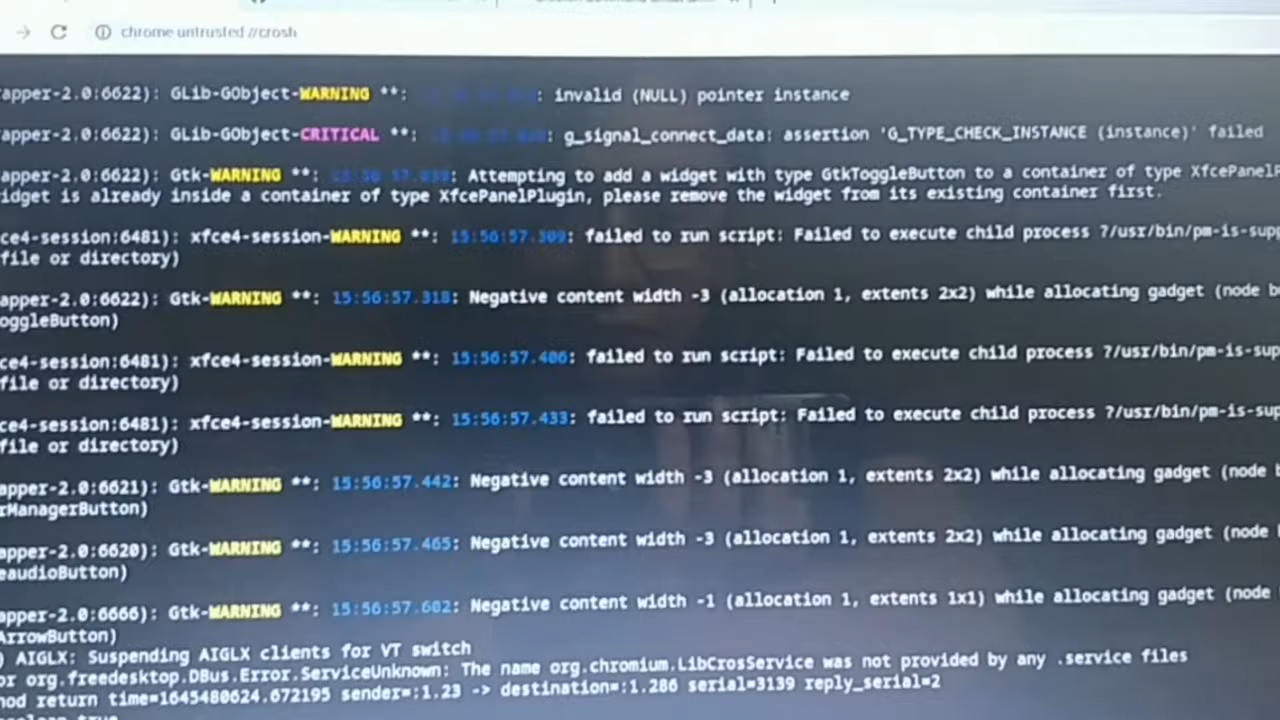 chrome untrusted //crosh
apper-2.0:6622): GLib-GObject-WARNING **: : invalid (NULL) pointer instance
apper-2.0:6622): GLib-GObject-CRITICAL **: : g_signal_connect_data: assertion 'G_TYPE_CHECK_INSTANCE (instance)' failed
apper-2.0:6622): Gtk-WARNING **: : Attempting to add a widget with type GtkToggleButton to a container of type XfcePanelP
idget is already inside a container of type XfcePanelPlugin, please remove the widget from its existing container first.
ce4-session:6481): xfce4-session-WARNING **: 15:56:57.309: failed to run script: Failed to execute child process ?/usr/bin/pm-is-supp
file or directory)
apper-2.0:6622): Gtk-WARNING **: 15:56:57.318: Negative content width -3 (allocation 1, extents 2x2) while allocating gadget (node bu
oggleButton)
ce4-session:6481): xfce4-session-WARNING **: 15:56:57.406: failed to run script: Failed to execute child process ?/usr/bin/pm-is-sup
file or directory)
ce4-session:6481): xfce4-session-WARNING **: 15:56:57.433: failed to run script: Failed to execute child process ?/usr/bin/pm-is-sup
file or directory)
apper-2.0:6621): Gtk-WARNING **: 15:56:57.442: Negative content width -3 (allocation 1, extents 2x2) while allocating gadget (node b
rManagerButton)
apper-2.0:6620): Gtk-WARNING **: 15:56:57.465: Negative content width -3 (allocation 1, extents 2x2) while allocating gadget (node
eaudioButton)
apper-2.0:6666): Gtk-WARNING **: 15:56:57.602: Negative content width -1 (allocation 1, extents 1x1) while allocating gadget (node
ArrowButton)
) AIGLX: Suspending AIGLX clients for VT switch
or org.freedesktop.DBus.Error.ServiceUnknown: The name org.chromium.LibCrosService was not provided by any .service files
hod return time=1645480624.672195 sender=:1.23 -> destination=:1.286 serial=3139 reply_serial=2